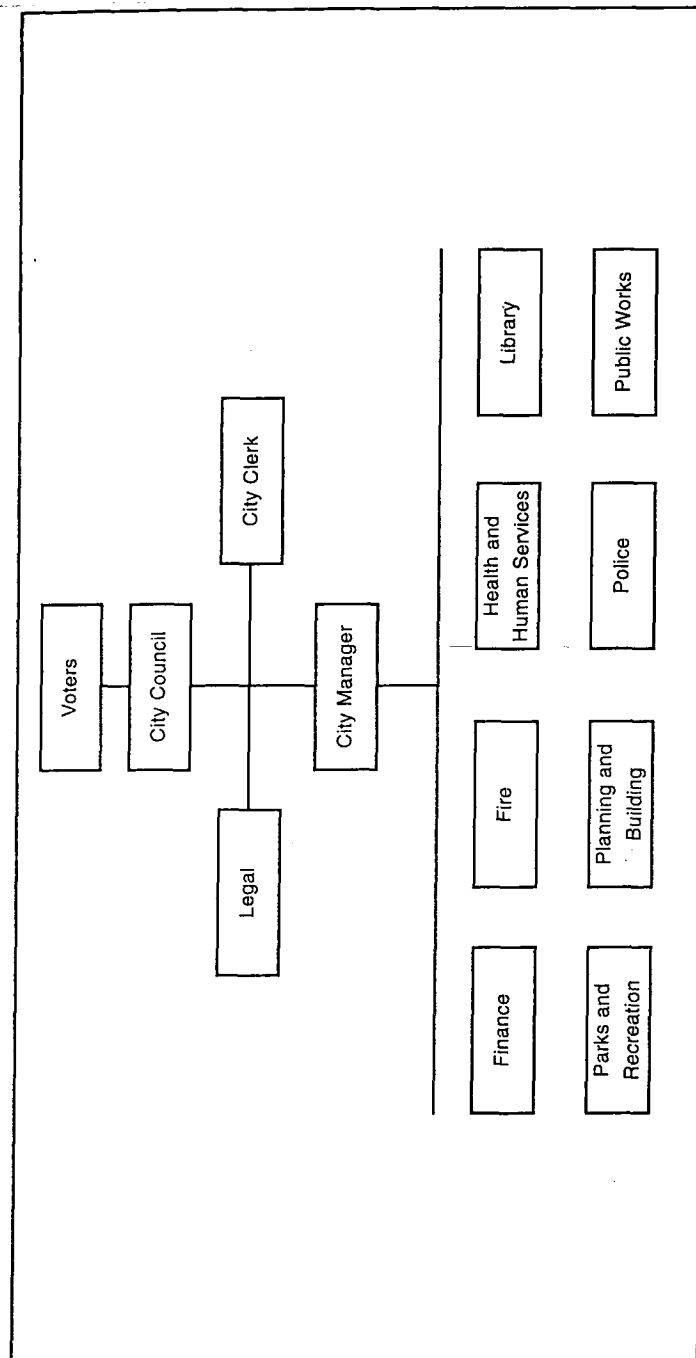 Voters
City Council
Legal
City Clerk
City Manager
Finance
Fire
Health and
Human Services
Library
Parks and
Recreation
Planning and
Building
Police
Public Works